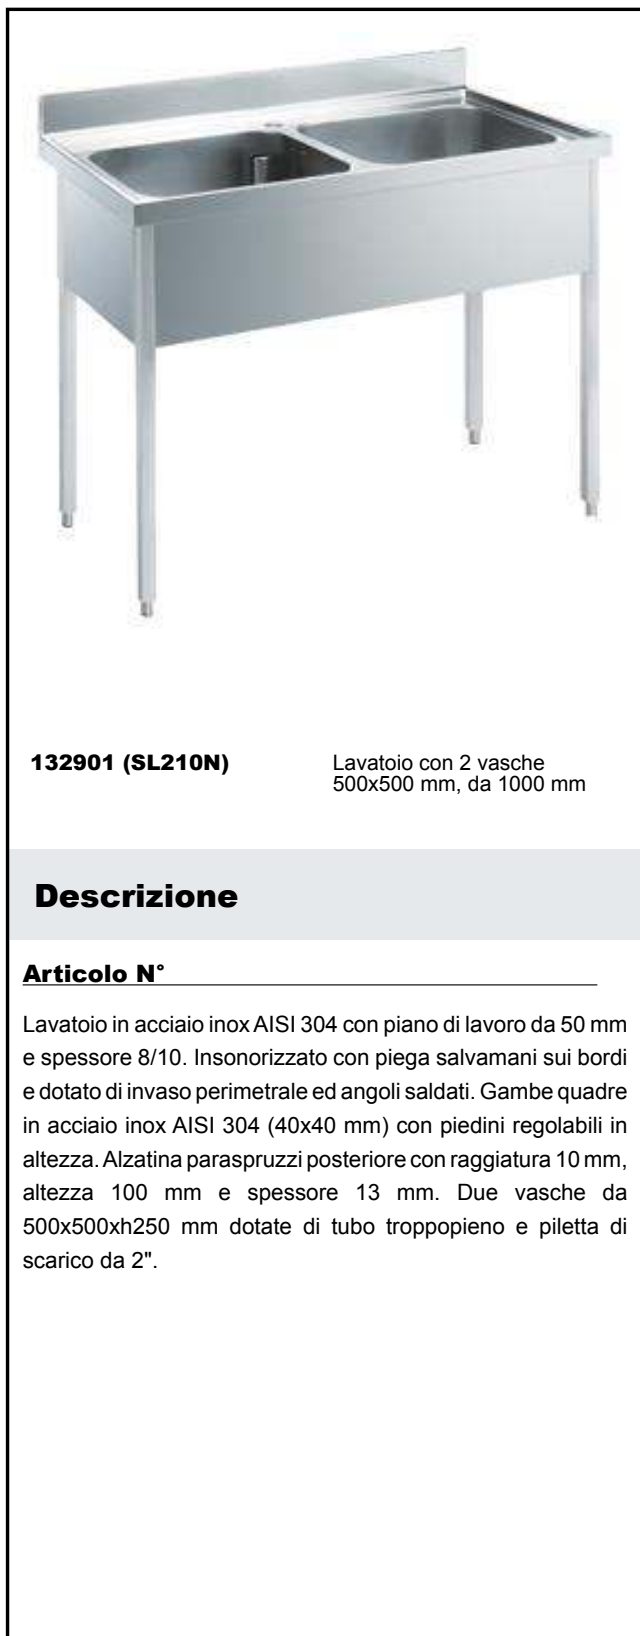 132901 (SL210N)
Lavatoio con 2 vasche
500x500 mm, da 1000 mm
Descrizione
Articolo N°
Lavatoio in acciaio inox AISI 304 con piano di lavoro da 50 mm
e spessore 8/10. Insonorizzato con piega salvamani sui bordi
e dotato di invaso perimetrale ed angoli saldati. Gambe quadre
in acciaio inox AISI 304 (40x40 mm) con piedini regolabili in
altezza. Alzatina paraspruzzi posteriore con raggiatura 10 mm,
altezza 100 mm e spessore 13 mm. Due vasche da
500x500xh250 mm dotate di tubo troppopieno e piletta di
scarico da 2".